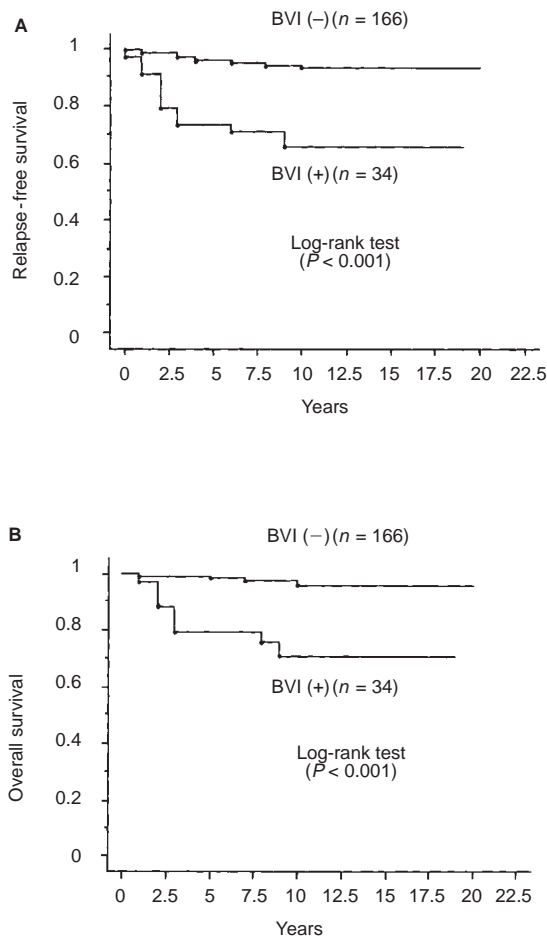 A
BVI (–) (n = 166)
1
0.8
0.6
0.4
0.2
0
Relapse-free survival
BVI (+) (n = 34)
Log-rank test
(P < 0.001)
0 2.5 5 7.5 10 12.5 15 17.5 20 22.5
Years
B
BVI (−) (n = 166)
1
0.8
0.6
0.4
0.2
0
Overall survival
BVI (+) (n = 34)
Log-rank test
(P < 0.001)
0 2.5 5 7.5 10 12.5 15 17.5 20 22.5
Years